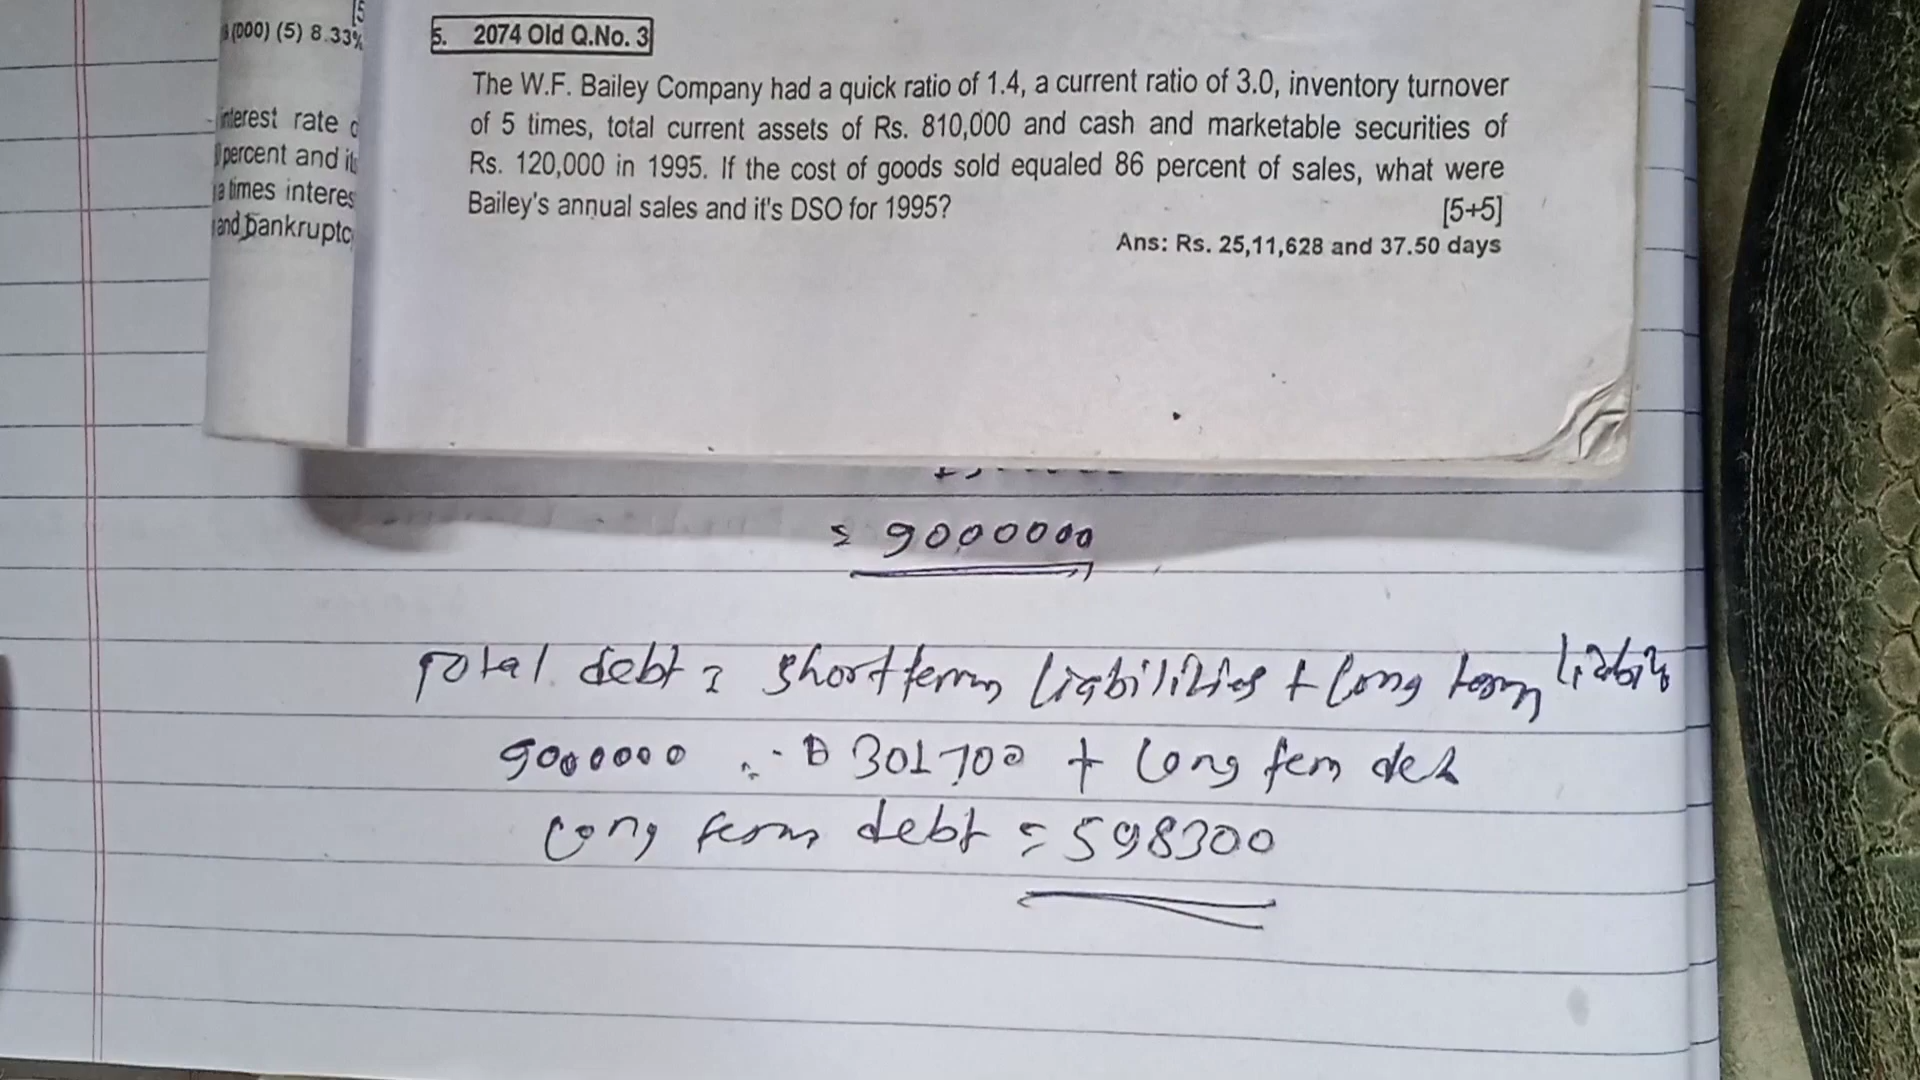 (000) (5) 8.33%
interest rate
percent and its
a times interes
and bankruptc
5. 2074 Old Q.No. 3
The W.F. Bailey Company had a quick ratio of 1.4, a current ratio of 3.0, inventory turnover
of 5 times, total current assets of Rs. 810,000 and cash and marketable securities of
Rs. 120,000 in 1995. If the cost of goods sold equaled 86 percent of sales, what were
Bailey's annual sales and it's DSO for 1995?
[5+5]
Ans: Rs. 25,11,628 and 37.50 days
= 9000000
Total debt = short term liabilities + long term liabili
9000000 = 301700 + long term deb
long term debt = 598300